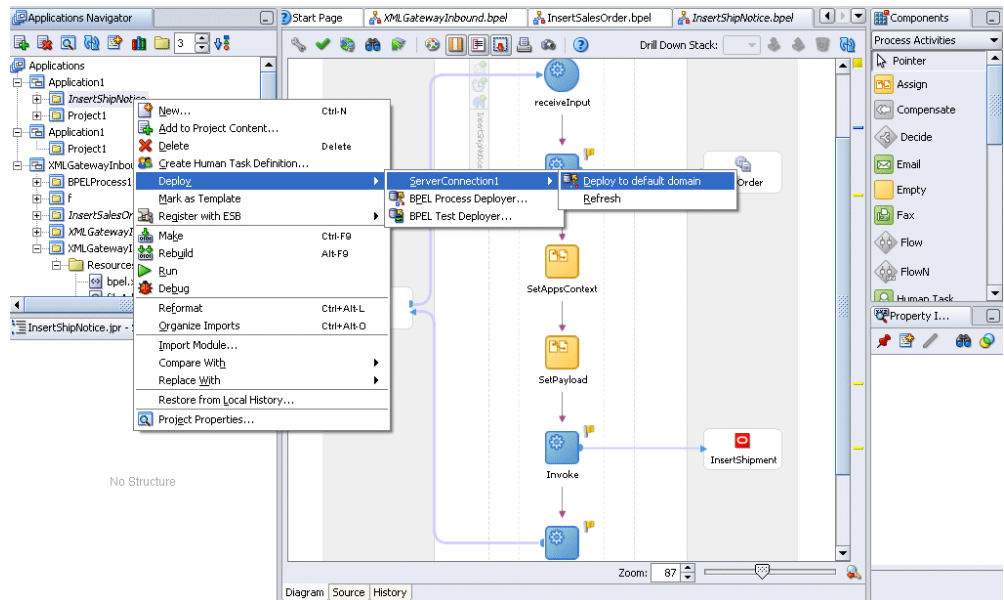 Applications Navigator
Start Page
XMLGatewayInbound.bpel
InsertSalesOrder.bpel
InsertShipNotice.bpel
Components
3
Drill Down Stack:
Process Activities
Applications
Application1
InsertShipNotice
Project1
Application1
Project1
XMLGatewayInbou
BPELProcess1
f
InsertSalesOr
XMLGatewayI
XMLGatewayI
Resources
bpel.x
InsertShipNotice.jpr - S
No Structure
New... Ctrl-N
Add to Project Content...
Delete Delete
Create Human Task Definition...
Deploy
Mark as Template
Register with ESB
Make Ctrl-F9
Rebuild Alt-F9
Run
Debug
Reformat Ctrl+Alt-L
Organize Imports Ctrl+Alt-O
Import Module...
Compare With
Replace With
Restore from Local History...
Project Properties...
ServerConnection1
BPEL Process Deployer...
BPEL Test Deployer...
Deploy to default domain
Refresh
InsertShipNotice
receiveInput
Order
SetAppsContext
SetPayload
Invoke
InsertShipment
Zoom: 87
Diagram
Source
History
Pointer
Assign
Compensate
Decide
Email
Empty
Fax
Flow
FlowN
Human Task
Property I...